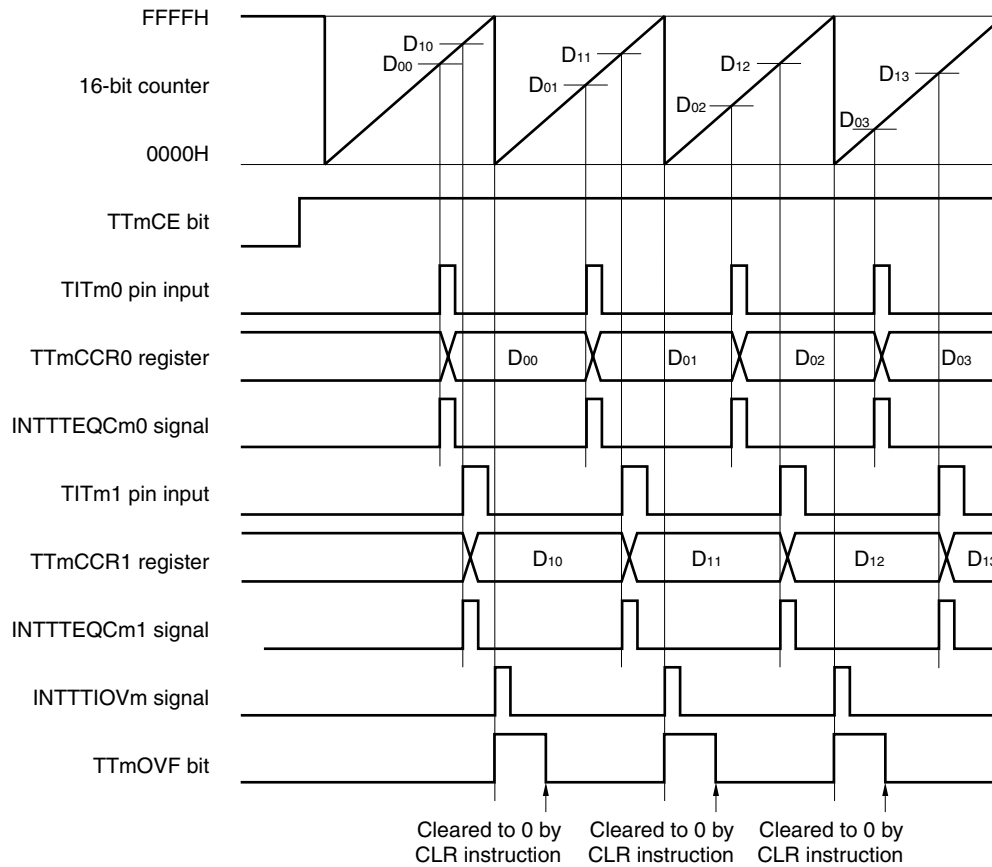 FFFFH
16-bit counter
0000H
D10
D00
D11
D01
D12
D02
D13
D03
TTmCE bit
TITm0 pin input
TTmCCR0 register
D00
D01
D02
D03
INTTTEQCm0 signal
TITm1 pin input
TTmCCR1 register
D10
D11
D12
D13
INTTTEQCm1 signal
INTTTIOVm signal
TTmOVF bit
Cleared to 0 by
CLR instruction
Cleared to 0 by
CLR instruction
Cleared to 0 by
CLR instruction